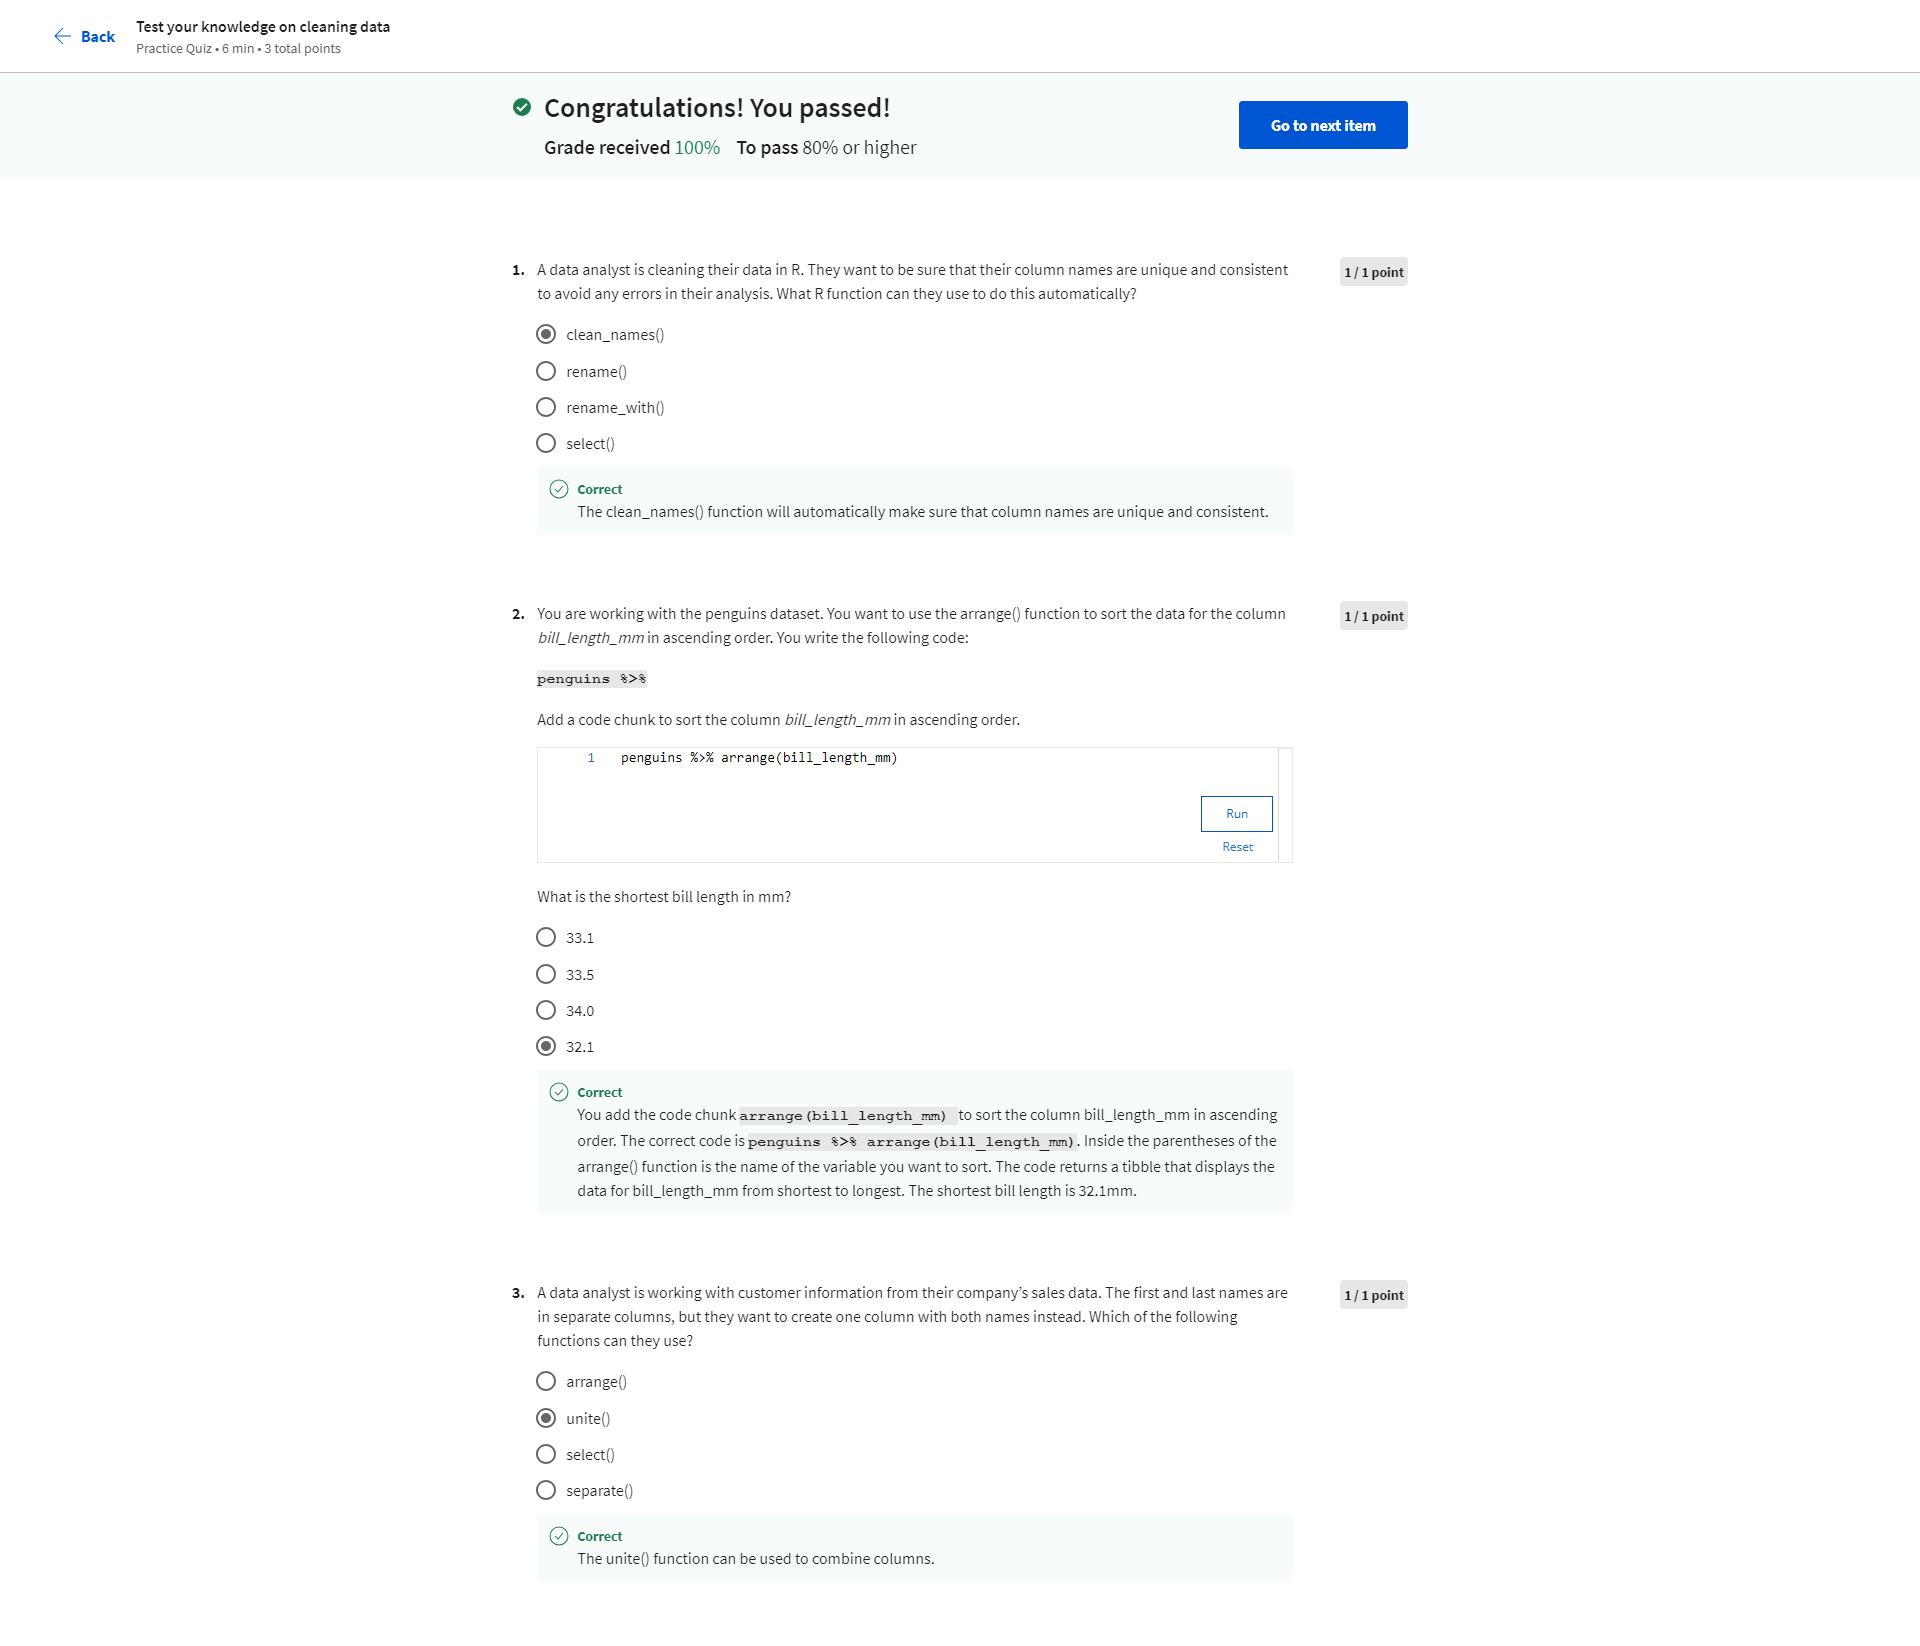 Back
Test your knowledge on cleaning data
Practice Quiz • 6 min • 3 total points
Congratulations! You passed!
Grade received 100% To pass 80% or higher
Go to next item
1. A data analyst is cleaning their data in R. They want to be sure that their column names are unique and consistent
to avoid any errors in their analysis. What R function can they use to do this automatically?
1 / 1 point
clean_names()
rename()
rename_with()
select()
Correct
The clean_names() function will automatically make sure that column names are unique and consistent.
2. You are working with the penguins dataset. You want to use the arrange() function to sort the data for the column
bill_length_mm in ascending order. You write the following code:
1 / 1 point
penguins %>%
Add a code chunk to sort the column bill_length_mm in ascending order.
1 penguins %>% arrange(bill_length_mm)
Run
Reset
What is the shortest bill length in mm?
33.1
33.5
34.0
32.1
Correct
You add the code chunk arrange(bill_length_mm) to sort the column bill_length_mm in ascending
order. The correct code is penguins %>% arrange(bill_length_mm). Inside the parentheses of the
arrange() function is the name of the variable you want to sort. The code returns a tibble that displays the
data for bill_length_mm from shortest to longest. The shortest bill length is 32.1mm.
3. A data analyst is working with customer information from their company’s sales data. The first and last names are
in separate columns, but they want to create one column with both names instead. Which of the following
functions can they use?
1 / 1 point
arrange()
unite()
select()
separate()
Correct
The unite() function can be used to combine columns.